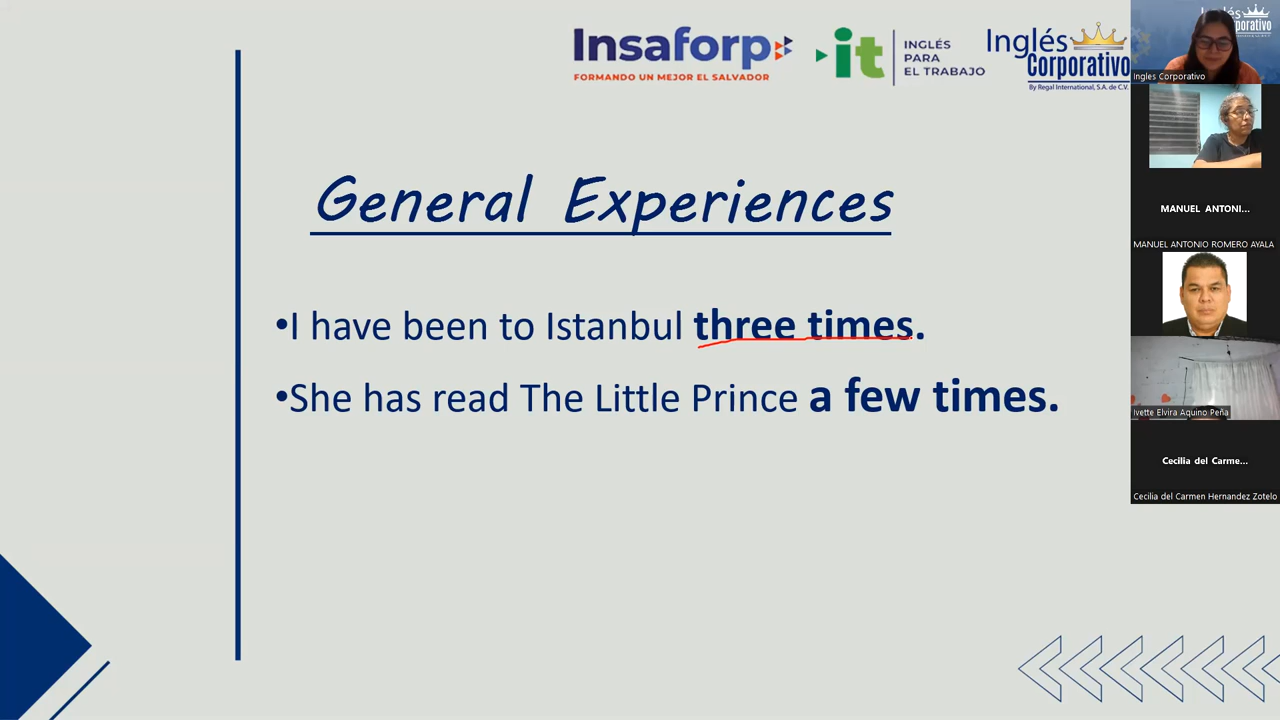 Insaforp
FORMANDO UN MEJOR EL SALVADOR
it
INGLÉS
PARA
EL TRABAJO
Inglés
Corporativo
By Regal International, S.A. de C.V.
General Experiences
•I have been to Istanbul three times.
•She has read The Little Prince a few times.
Ingles Corporativo
MANUEL ANTONI...
MANUEL ANTONIO ROMERO AYALA
Ivette Elvira Aquino Peña
Cecilia del Carme...
Cecilia del Carmen Hernandez Zotelo